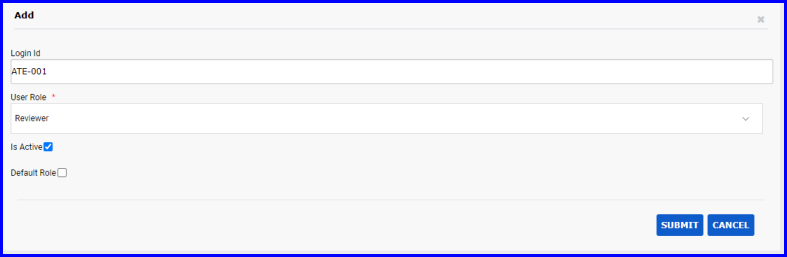 Add
Login Id
ATE-001
User Role *
Reviewer
Is Active
Default Role
SUBMIT CANCEL